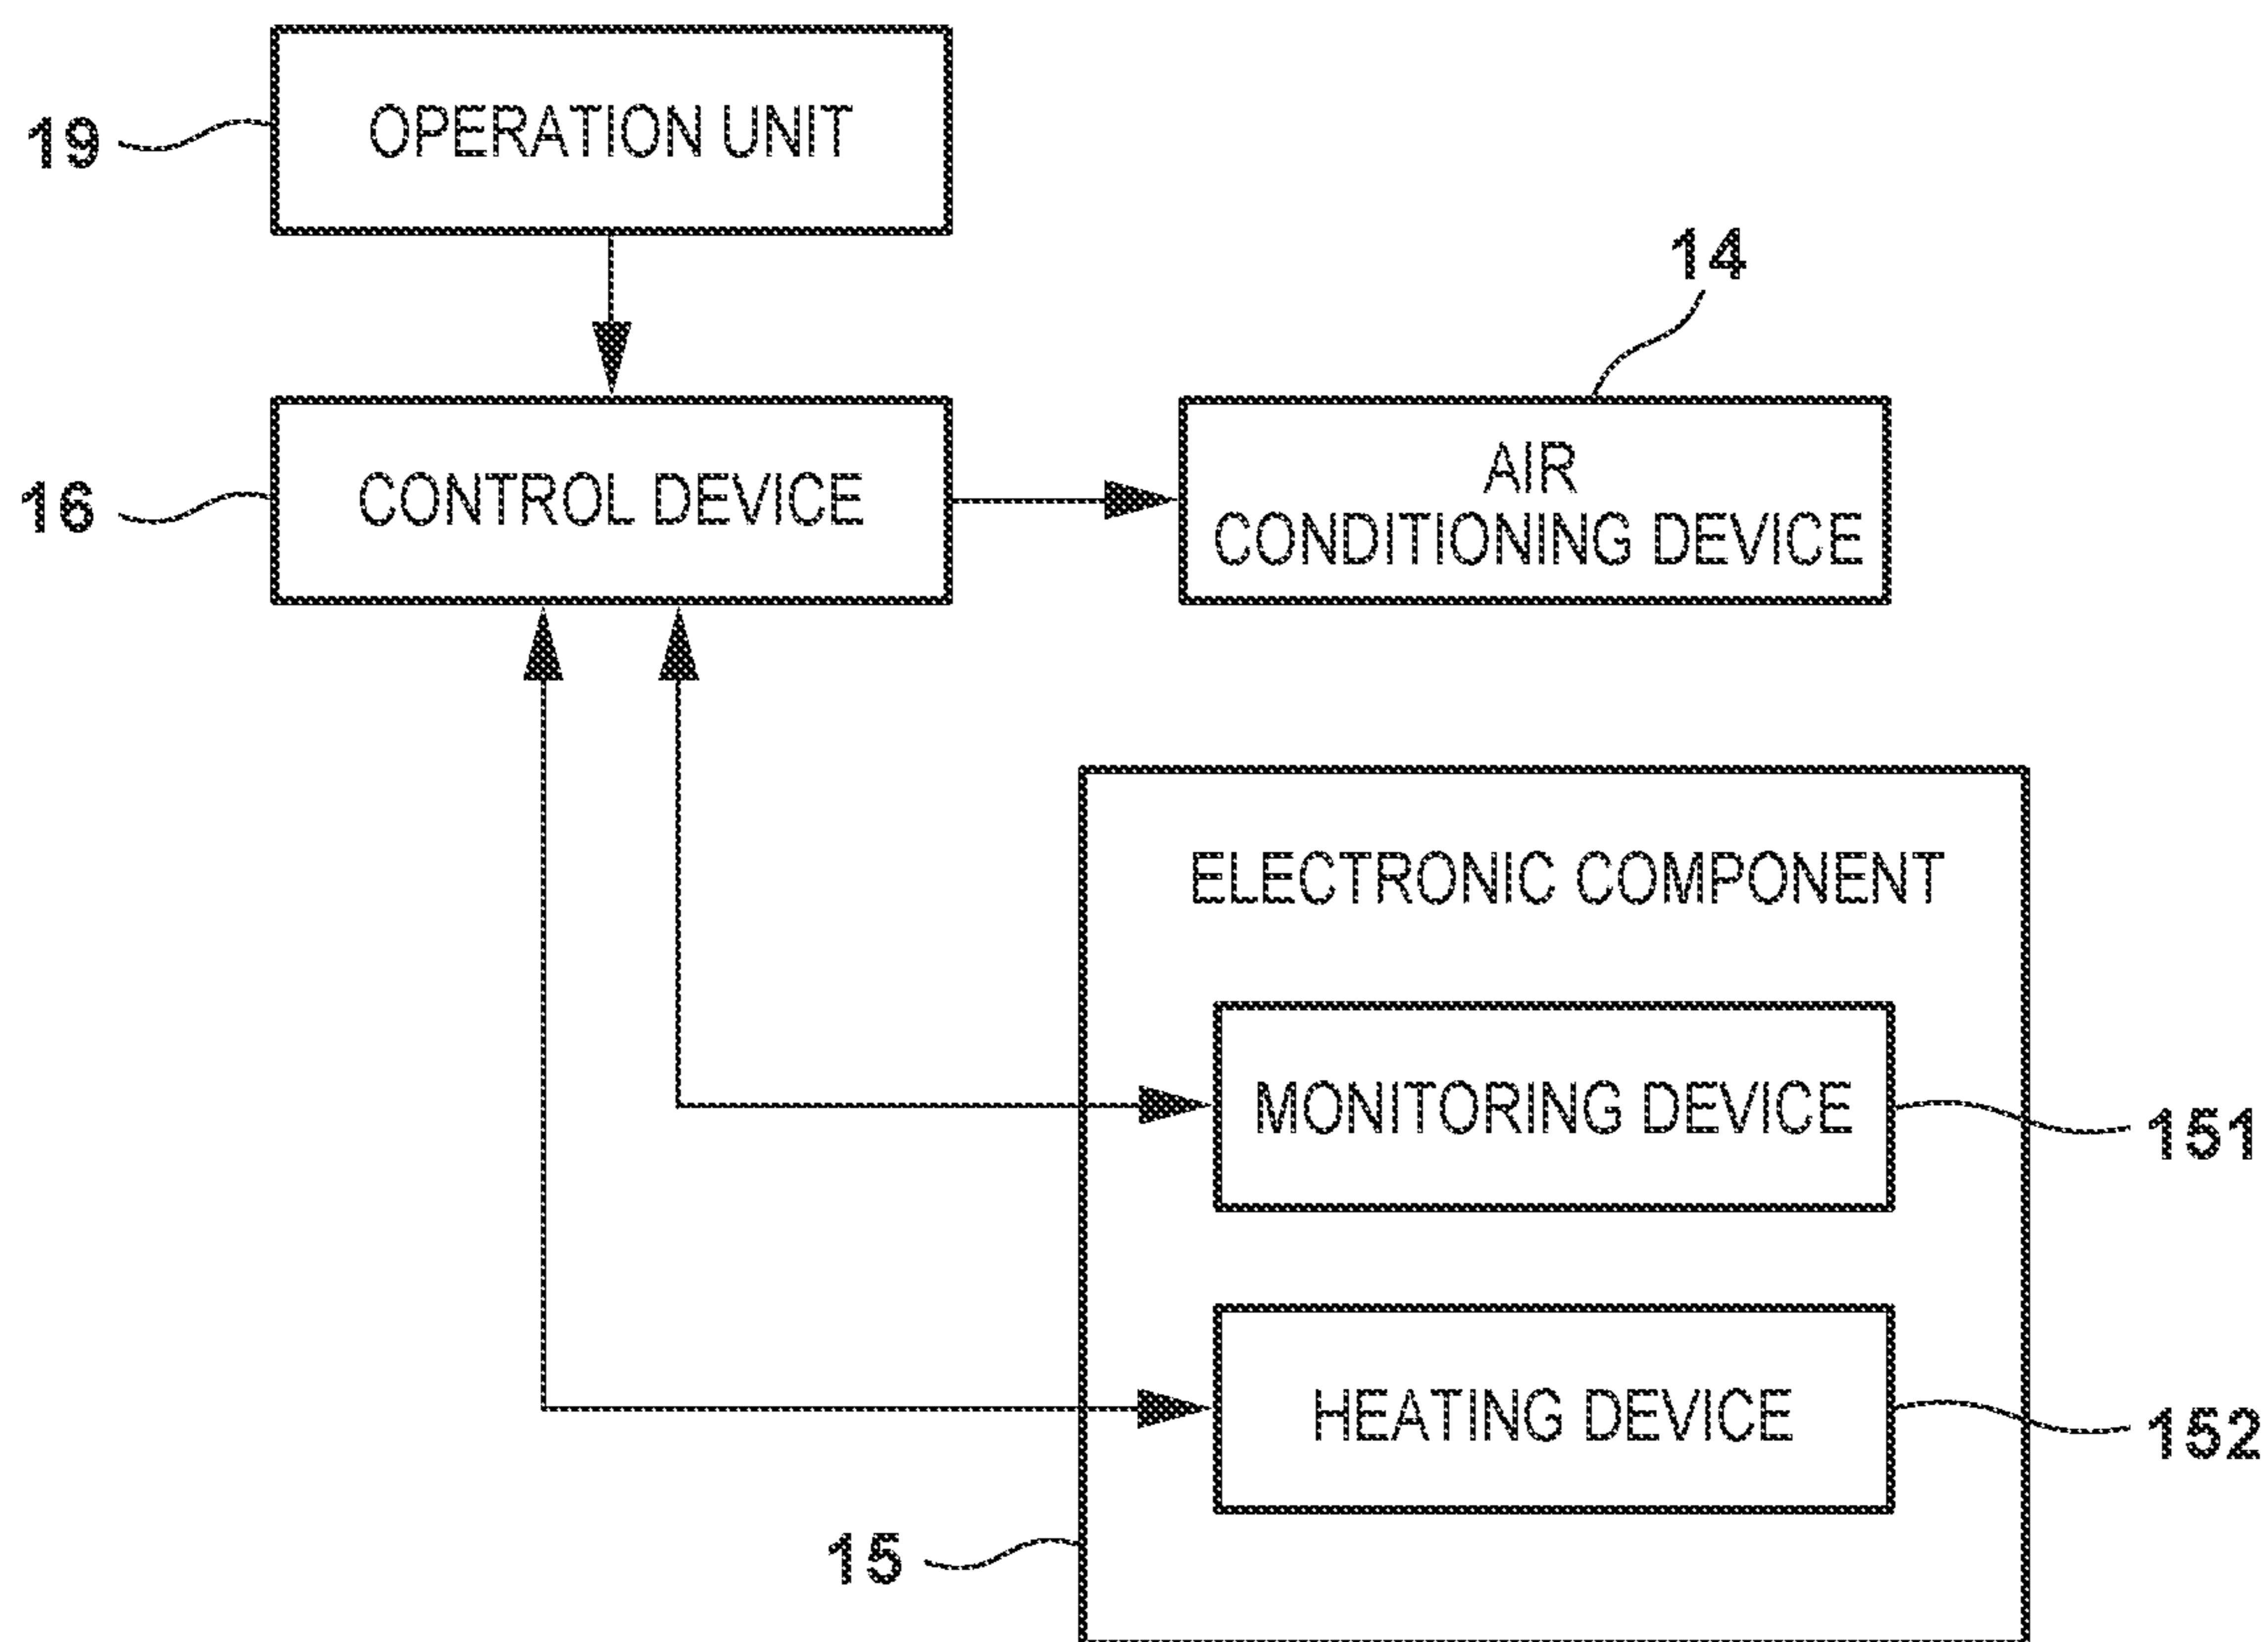 19
OPERATION UNIT
14
16
CONTROL DEVICE
AIR
CONDITIONING DEVICE
ELECTRONIC COMPONENT
MONITORING DEVICE
151
HEATING DEVICE
152
15